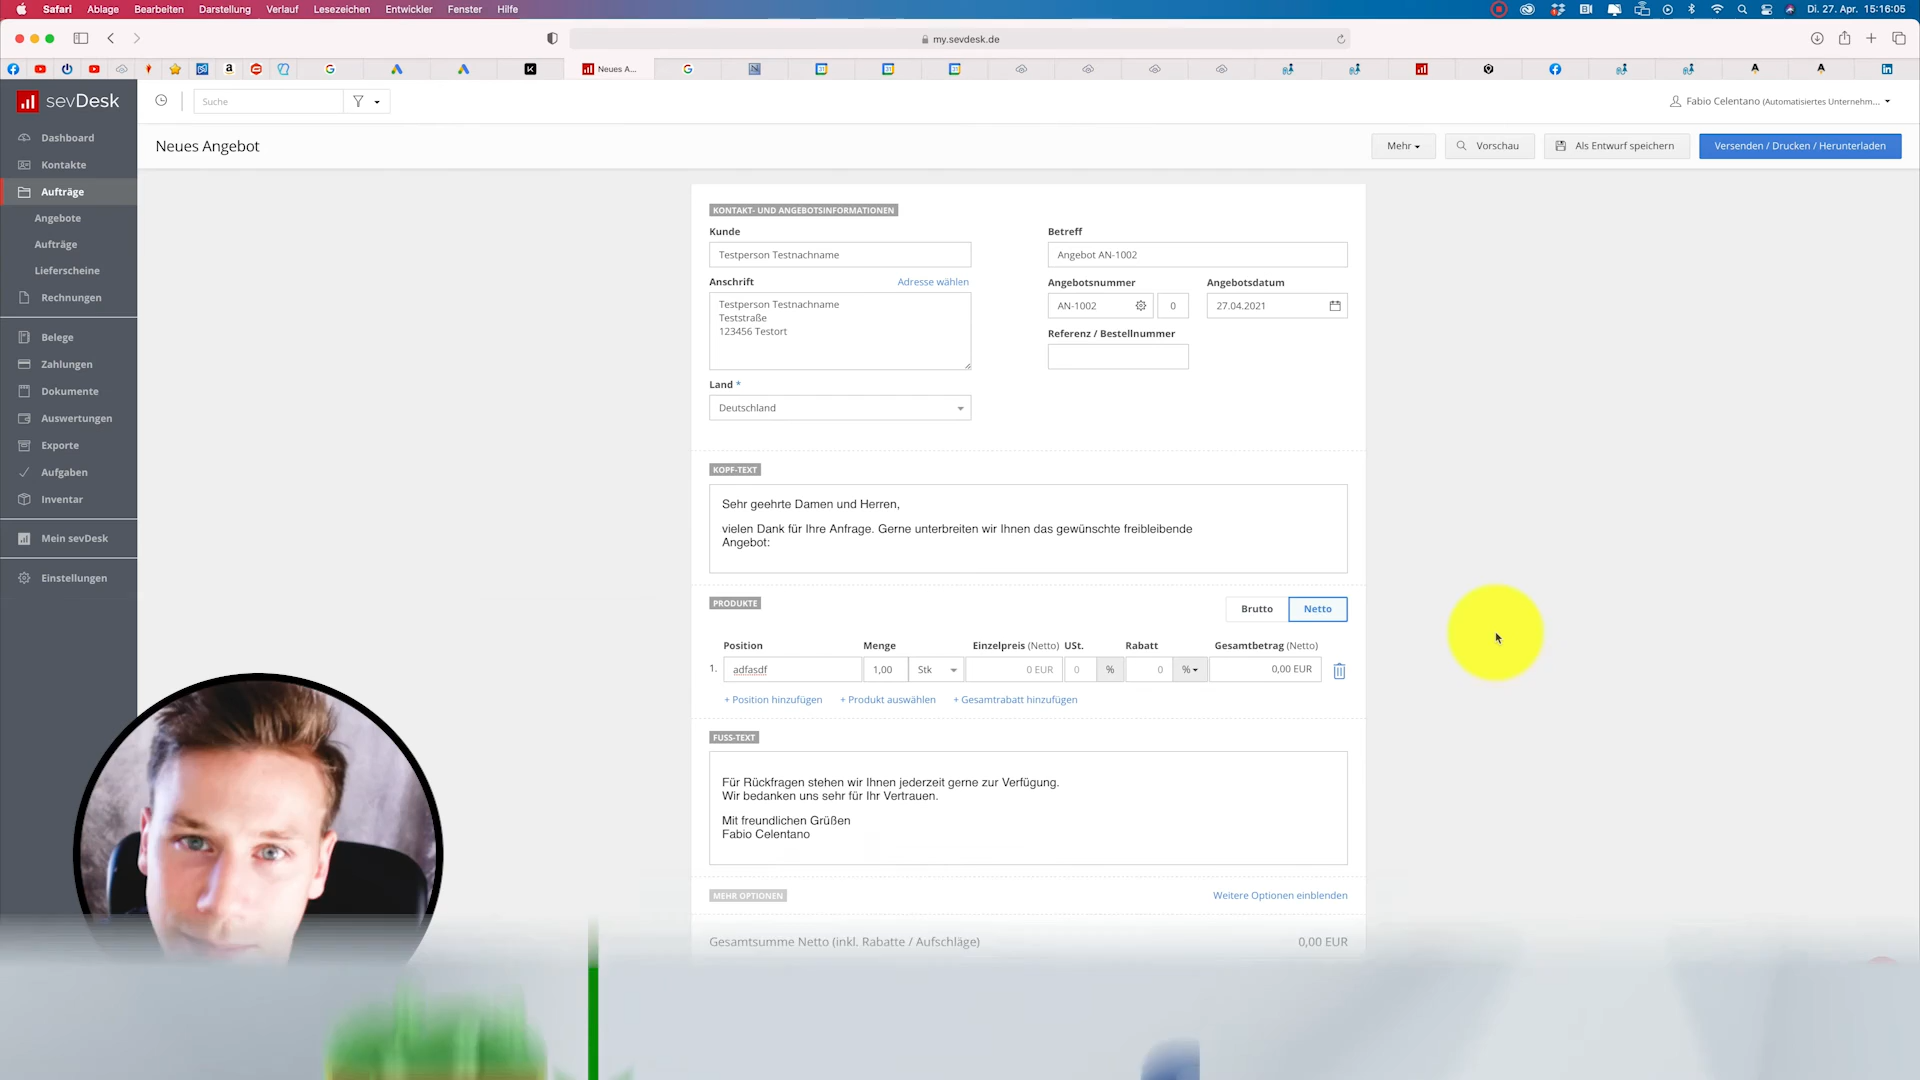 Safari Ablage Bearbeiten Darstellung Verlauf Lesezeichen Entwickler Fenster Hilfe
Di. 27. Apr. 15:16:05
my.sevdesk.de
Neues A...
sevDesk
Suche
Fabio Celentano (Automatisiertes Unternehm...
Neues Angebot
Mehr
Vorschau
Als Entwurf speichern
Versenden / Drucken / Herunterladen
Dashboard
Kontakte
Aufträge
Angebote
Aufträge
Lieferscheine
Rechnungen
Belege
Zahlungen
Dokumente
Auswertungen
Exporte
Aufgaben
Inventar
Mein sevDesk
Einstellungen
KONTAKT- UND ANGEBOTSINFORMATIONEN
Kunde
Testperson Testnachname
Anschrift Adresse wählen
Testperson Testnachname
Teststraße
123456 Testort
Land *
Deutschland
Betreff
Angebot AN-1002
Angebotsnummer Angebotsdatum
AN-1002 0 27.04.2021
Referenz / Bestellnummer
KOPF-TEXT
Sehr geehrte Damen und Herren,
vielen Dank für Ihre Anfrage. Gerne unterbreiten wir Ihnen das gewünschte freibleibende
Angebot:
PRODUKTE
Brutto Netto
Position Menge Einzelpreis (Netto) USt. Rabatt Gesamtbetrag (Netto)
1. adfasdf 1,00 Stk 0 EUR 0 % 0 % 0,00 EUR
+ Position hinzufügen + Produkt auswählen + Gesamtrabatt hinzufügen
FUSS-TEXT
Für Rückfragen stehen wir Ihnen jederzeit gerne zur Verfügung.
Wir bedanken uns sehr für Ihr Vertrauen.
Mit freundlichen Grüßen
Fabio Celentano
MEHR OPTIONEN Weitere Optionen einblenden
Gesamtsumme Netto (inkl. Rabatte / Aufschläge) 0,00 EUR